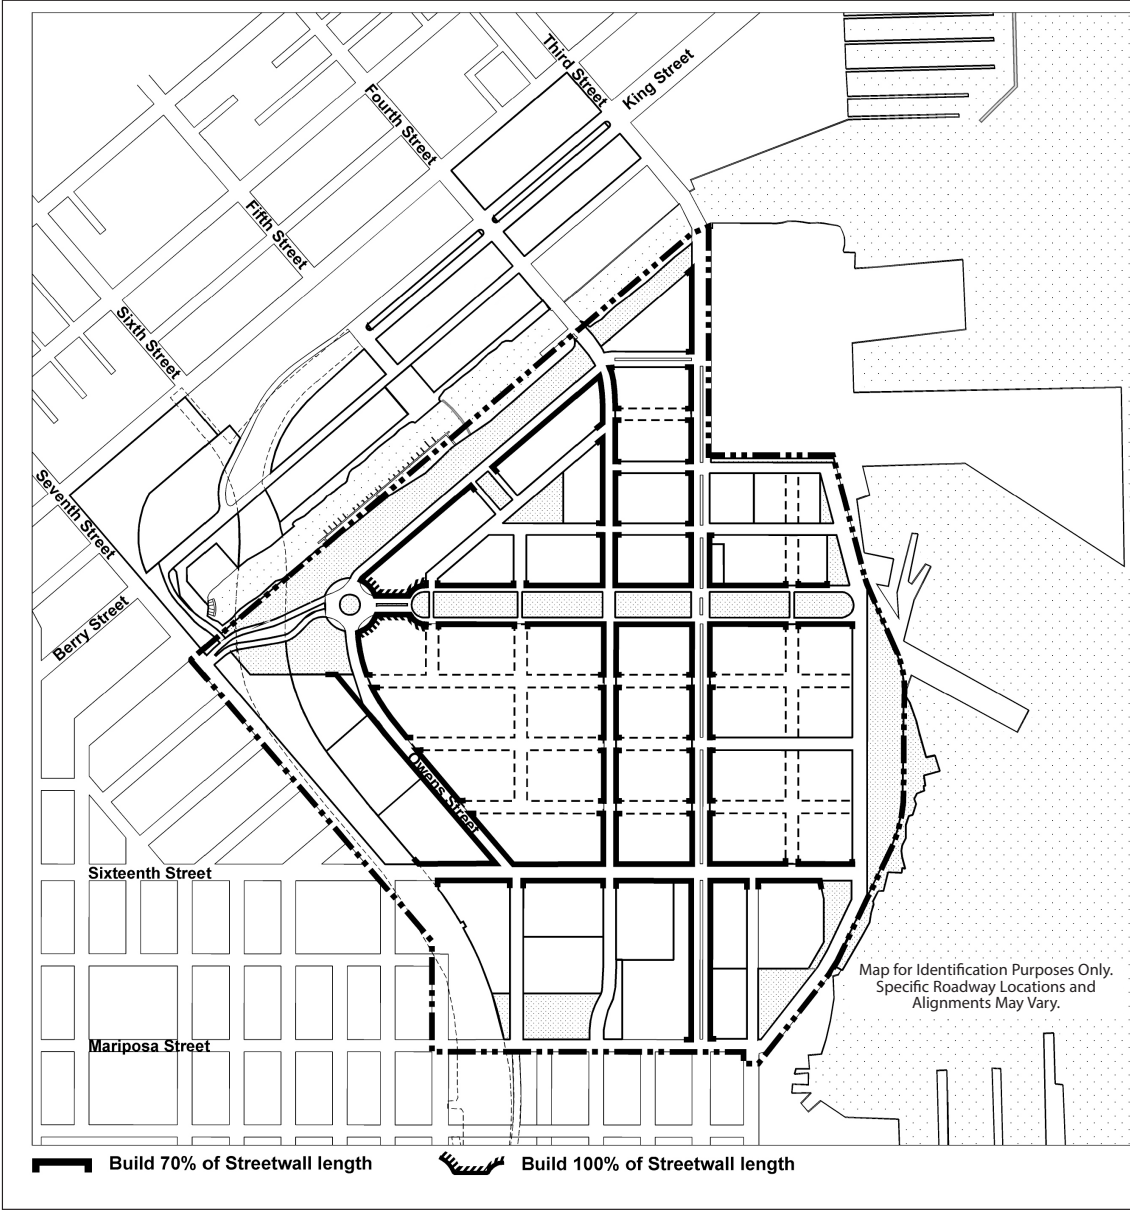 Third Street
King Street
Fourth Street
Fifth Street
Sixth Street
Seventh Street
Berry Street
Owens Street
Sixteenth Street
Map for Identification Purposes Only.
Specific Roadway Locations and
Alignments May Vary.
Mariposa Street
Build 70% of Streetwall length
Build 100% of Streetwall length